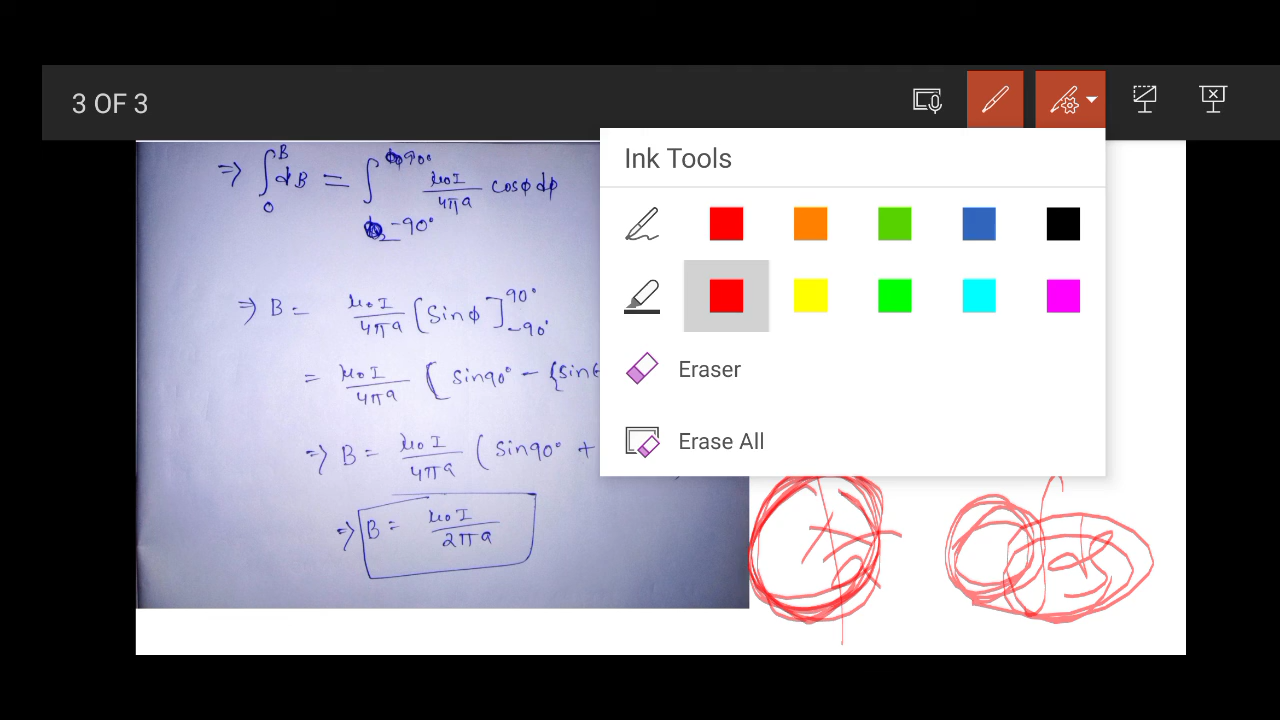 3 OF 3
Ink Tools
Eraser
Erase All
⇒ ∫₀ᴮ dB = ∫₋₉₀°^90° μ₀I/4πa cosϕ dϕ
⇒ B = μ₀I/4πa [Sinϕ]₋₉₀°^90°
= μ₀I/4πa ( Sin90° - {Sin
⇒ B = μ₀I/4πa ( Sin90° +
⇒ B = μ₀I/2πa